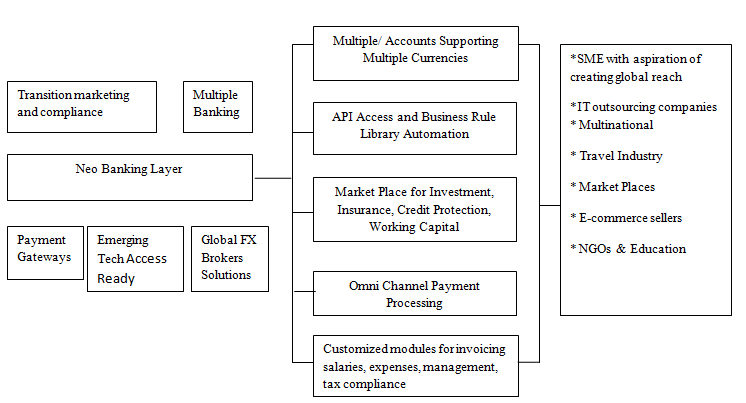 Transition marketing
and compliance
Multiple
Banking
Neo Banking Layer
Payment
Gateways
Emerging
Tech Access
Ready
Global FX
Brokers
Solutions
Multiple/ Accounts Supporting
Multiple Currencies
API Access and Business Rule
Library Automation
Market Place for Investment,
Insurance, Credit Protection,
Working Capital
Omni Channel Payment
Processing
Customized modules for invoicing
salaries, expenses, management,
tax compliance
*SME with aspiration of
creating global reach
*IT outsourcing companies
* Multinational
* Travel Industry
* Market Places
* E-commerce sellers
* NGOs & Education